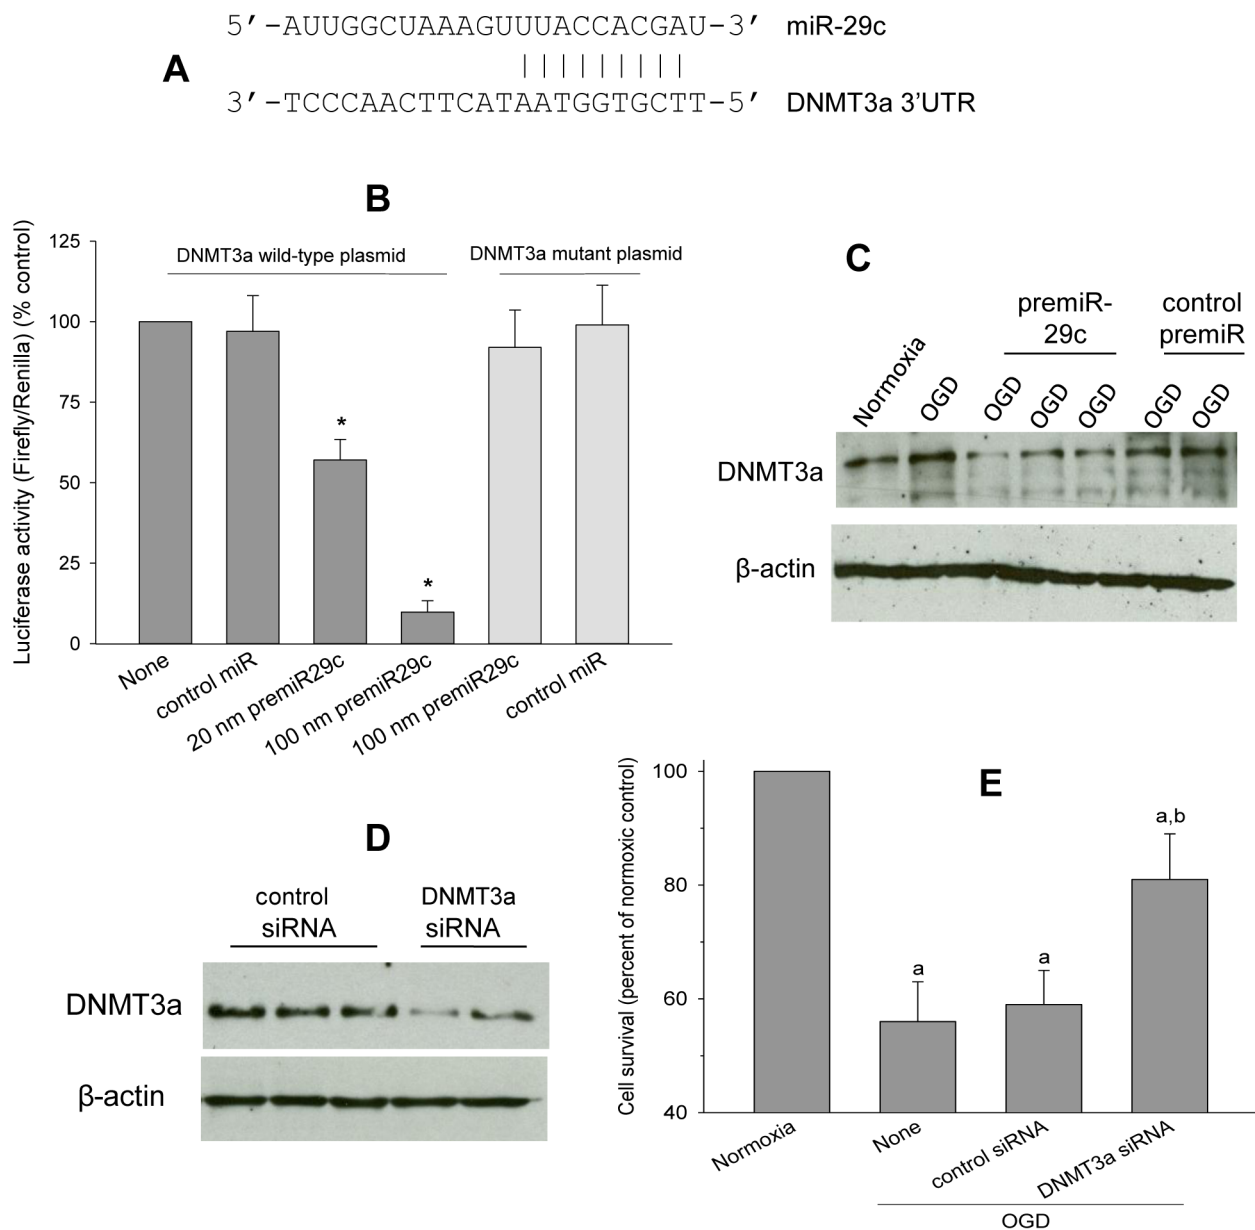 5′-AUUGGCUAAAGUUUACCACGAU-3′ miR-29c
A
3′-TCCCAACTTCATAATGGTGCTT-5′ DNMT3a 3’UTR
B
DNMT3a wild-type plasmid
DNMT3a mutant plasmid
Luciferase activity (Firefly/Renilla) (% control)
125
100
75
50
25
0
*
*
None
control miR
20 nm premiR29c
100 nm premiR29c
100 nm premiR29c
control miR
C
premiR-
29c
control
premiR
Normoxia
OGD
OGD
OGD
OGD
OGD
OGD
DNMT3a
β-actin
D
control
siRNA
DNMT3a
siRNA
DNMT3a
β-actin
E
Cell survival (percent of normoxic control)
100
80
60
40
a
a
a,b
Normoxia
None
control siRNA
DNMT3a siRNA
OGD